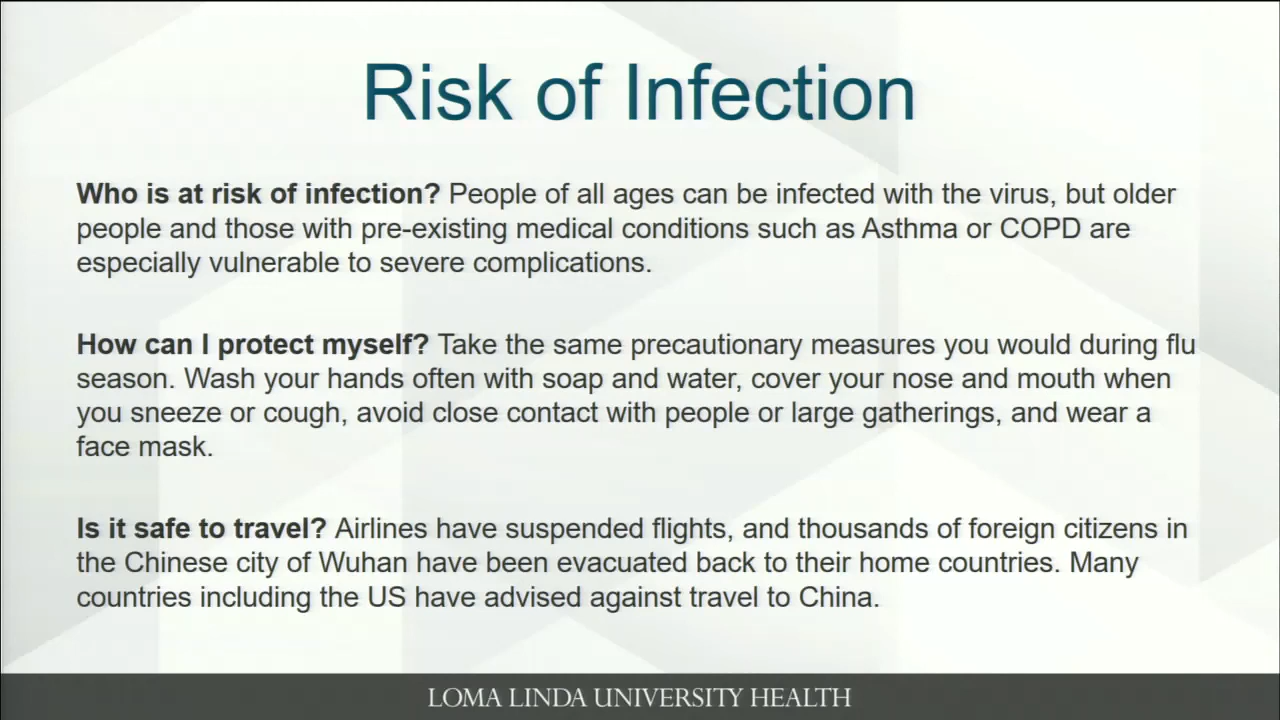 Risk of Infection
Who is at risk of infection? People of all ages can be infected with the virus, but older
people and those with pre-existing medical conditions such as Asthma or COPD are
especially vulnerable to severe complications.
How can I protect myself? Take the same precautionary measures you would during flu
season. Wash your hands often with soap and water, cover your nose and mouth when
you sneeze or cough, avoid close contact with people or large gatherings, and wear a
face mask.
Is it safe to travel? Airlines have suspended flights, and thousands of foreign citizens in
the Chinese city of Wuhan have been evacuated back to their home countries. Many
countries including the US have advised against travel to China.
LOMA LINDA UNIVERSITY HEALTH